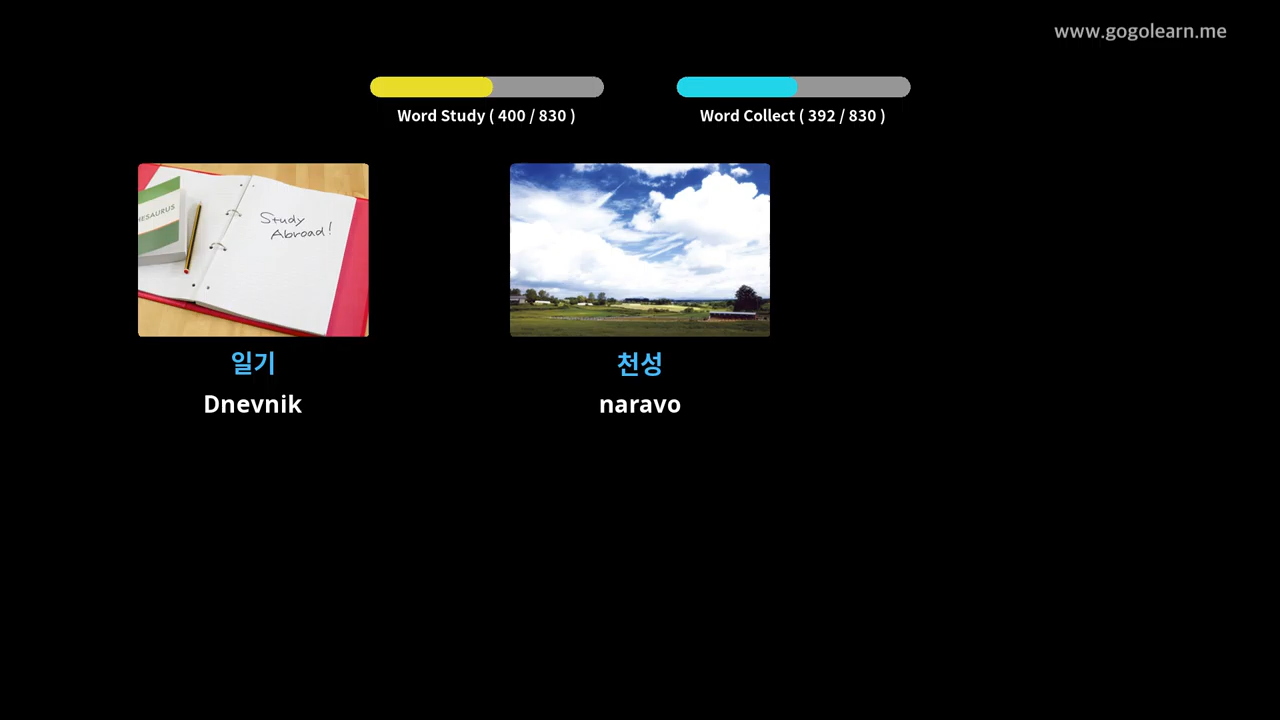 www.gogolearn.me
Word Study ( 400 / 830 )
Word Collect ( 392 / 830 )
HESAURUS
Study
Abroad!
일기
천성
Dnevnik
naravo